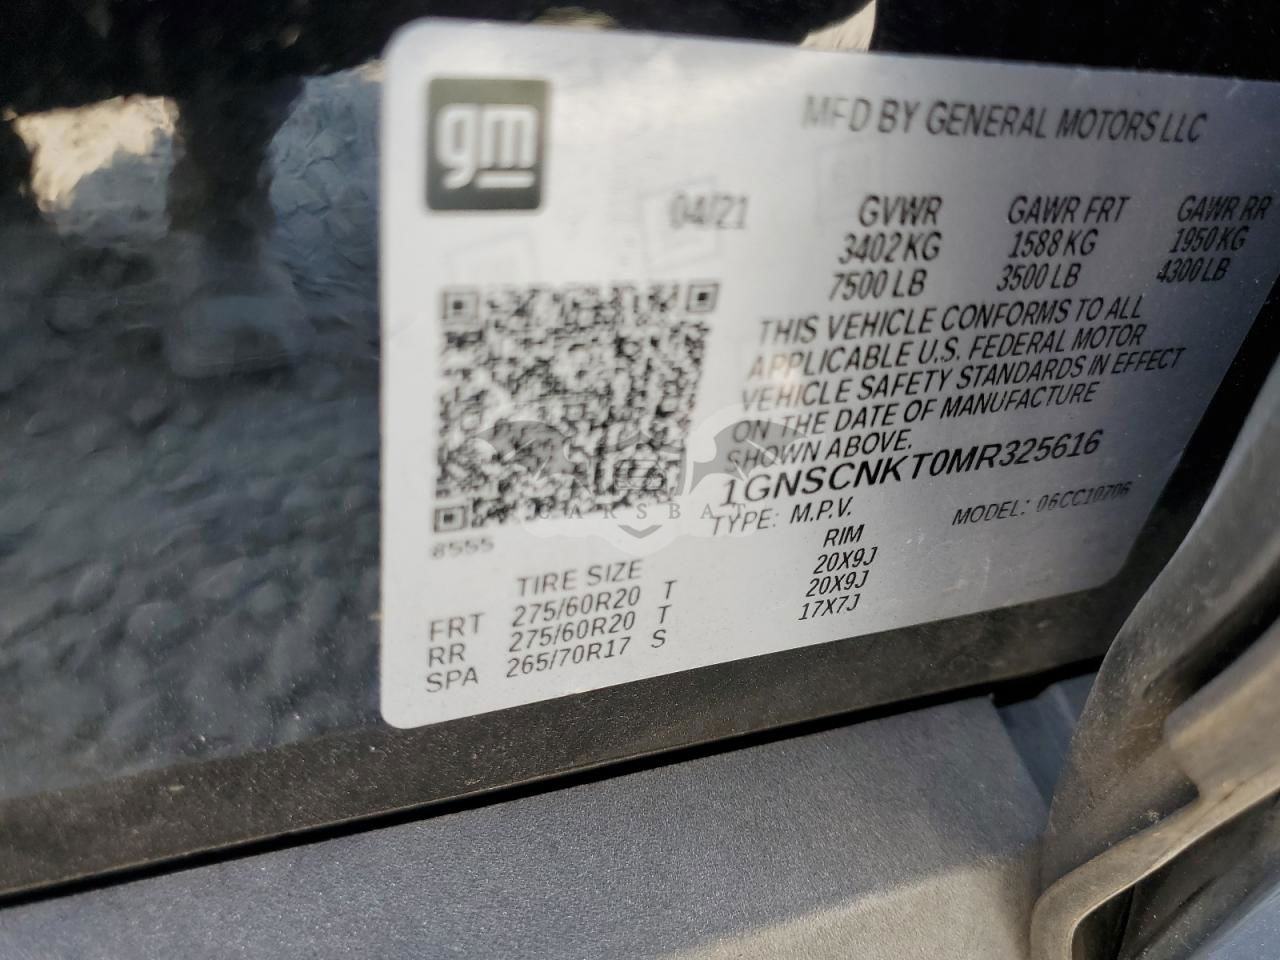 gm
MFD BY GENERAL MOTORS LLC
04/21 GVWR GAWR FRT GAWR RR
3402 KG 1588 KG 1950 KG
7500 LB 3500 LB 4300 LB
THIS VEHICLE CONFORMS TO ALL
APPLICABLE U.S. FEDERAL MOTOR
VEHICLE SAFETY STANDARDS IN EFFECT
ON THE DATE OF MANUFACTURE
SHOWN ABOVE.
1GNSCNKT0MR325616
CARSBAT
TYPE: M.P.V. MODEL: 06CC10706
8555
TIRE SIZE RIM
FRT 275/60R20 T 20X9J
RR 275/60R20 T 20X9J
SPA 265/70R17 S 17X7J